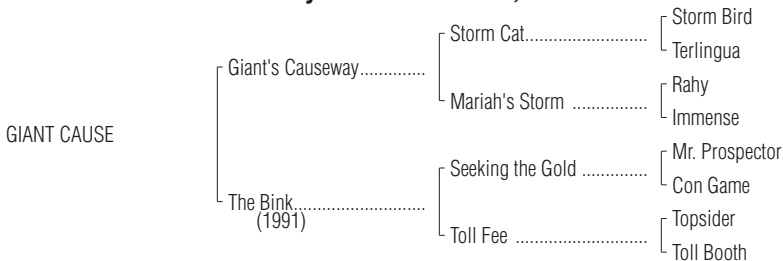 Storm Bird
Storm Cat..........................
Terlingua
Giant's Causeway..............
Rahy
Mariah's Storm ................
Immense
GIANT CAUSE
Mr. Prospector
Seeking the Gold ..............
Con Game
The Bink............................
(1991)
Topsider
Toll Fee ............................
Toll Booth